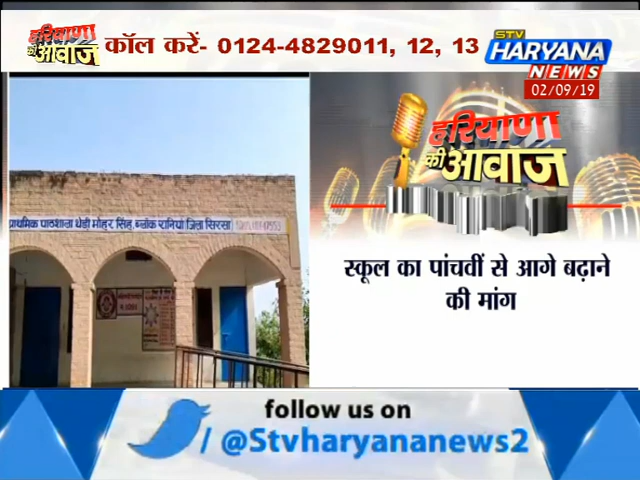 हरियाणा की आवाज़ कॉल करें- 0124-4829011, 12, 13
STV
HARYANA
NEWS
02/09/19
हरियाणा
की आवाज़
प्राथमिक पाठशाला थेड़ी मोहर सिंह, ब्लॉक रानियां जिला सिरसा
स्कूल का पांचवीं से आगे बढ़ाने
की मांग
follow us on
/ @Stvharyananews2